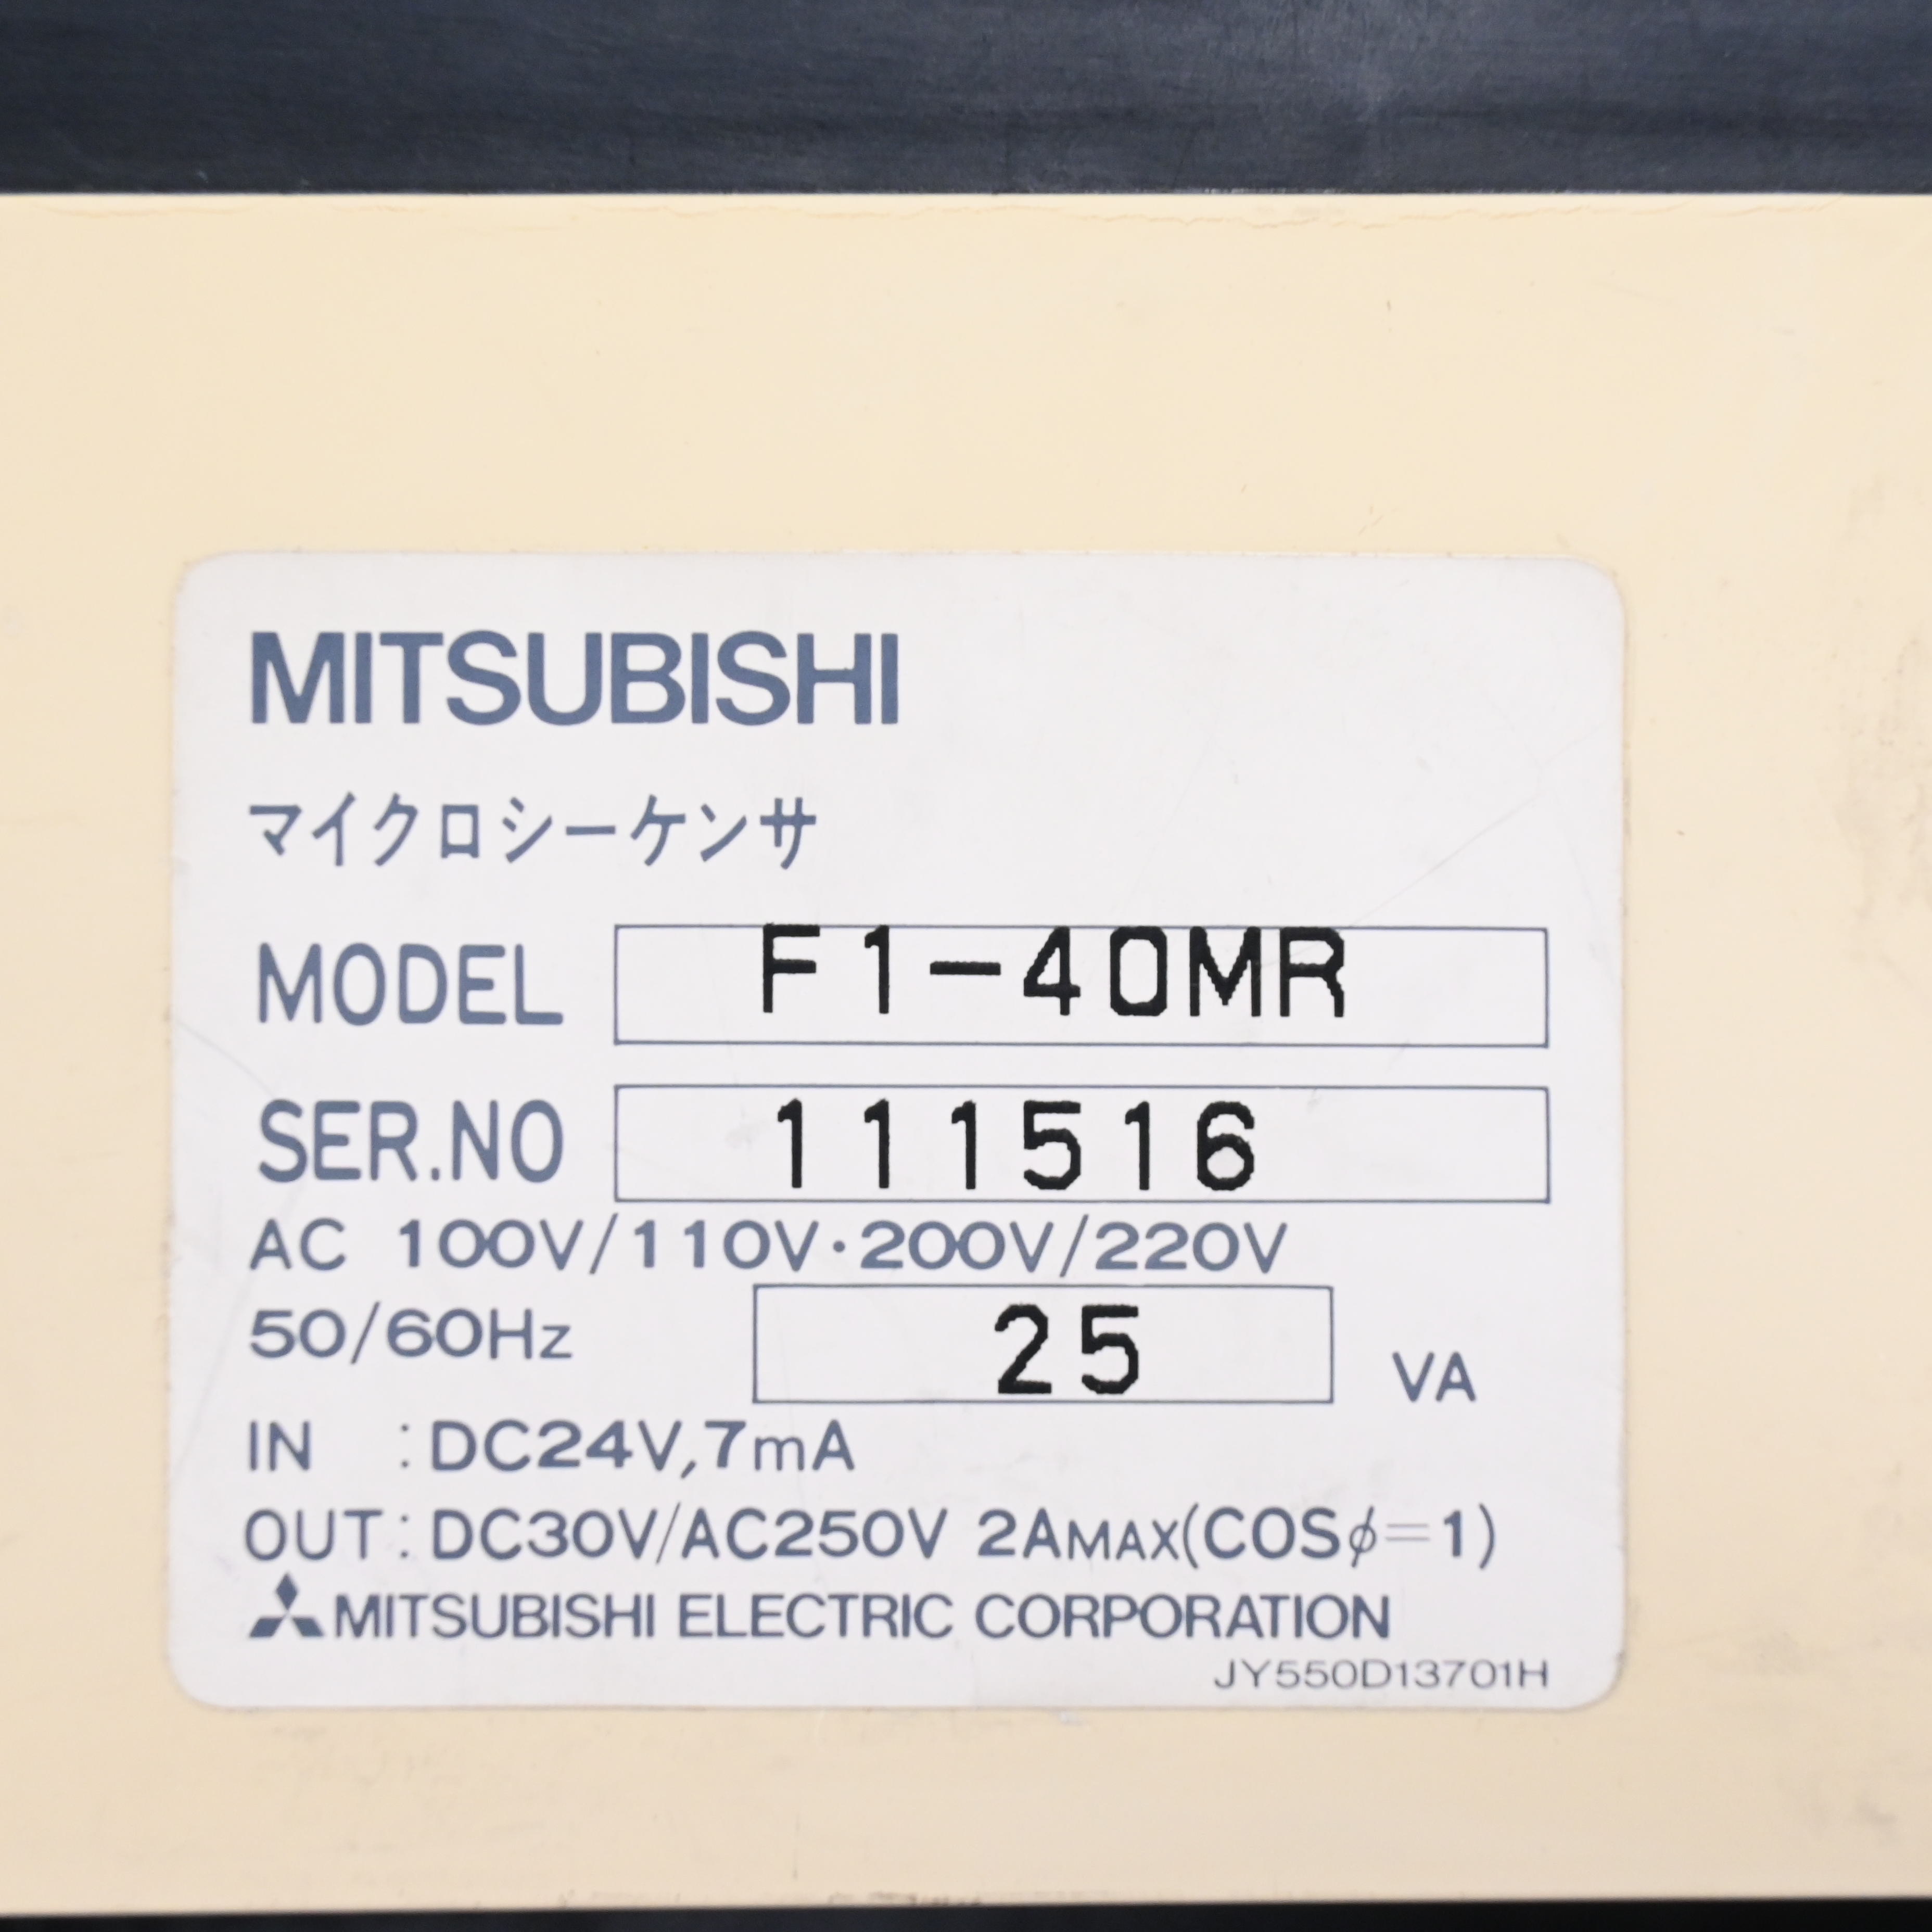 MITSUBISHI
マイクロシーケンサ
MODEL F1-40MR
SER.NO 111516
AC 100V/110V・200V/220V
50/60Hz 25 VA
IN :DC24V,7mA
OUT:DC30V/AC250V 2AMAX(COSφ=1)
MITSUBISHI ELECTRIC CORPORATION
JY550D13701H